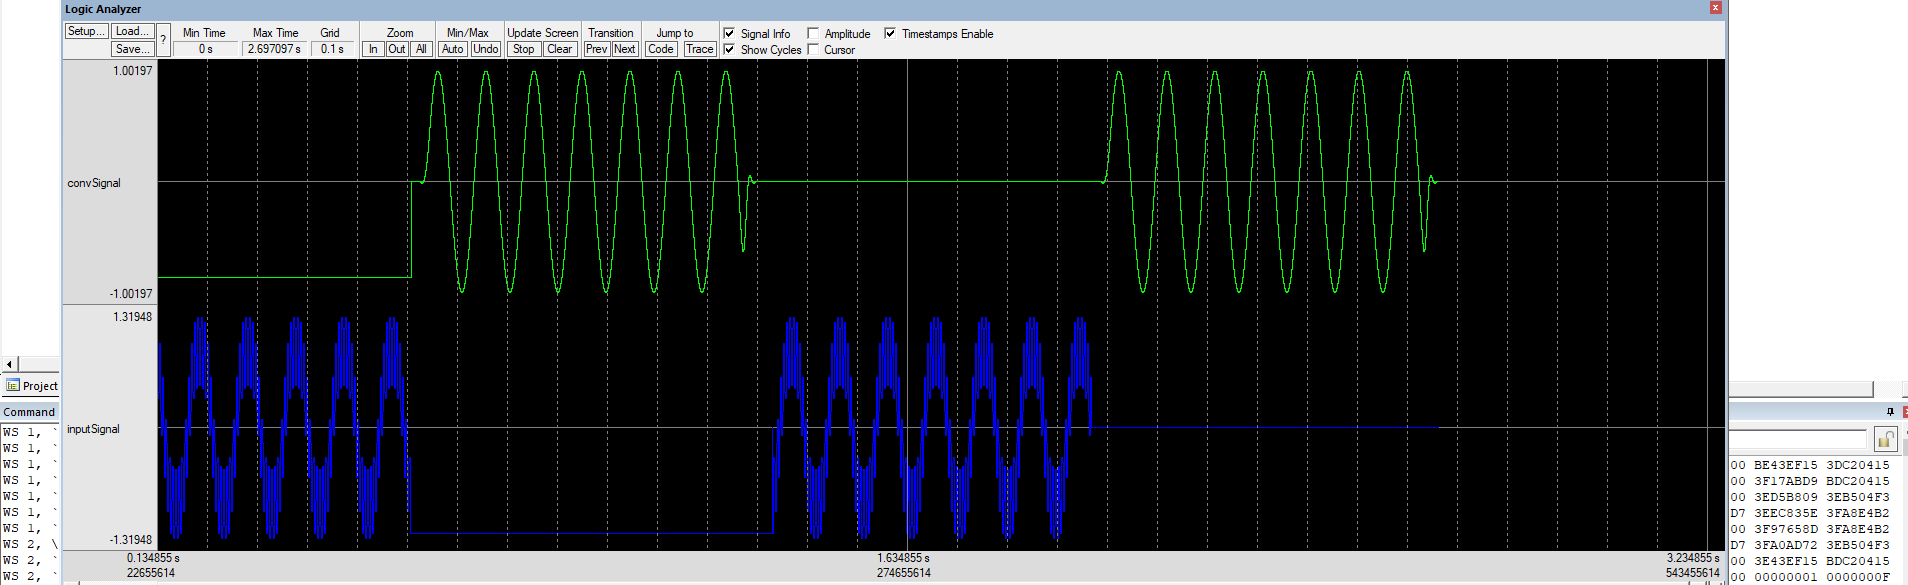 Logic Analyzer
Setup... Load... Min Time Max Time Grid Zoom Min/Max Update Screen Transition Jump to Signal Info Amplitude Timestamps Enable
Save... ? 0 s 2.697097 s 0.1 s In Out All Auto Undo Stop Clear Prev Next Code Trace Show Cycles Cursor
1.00197
convSignal
-1.00197
1.31948
inputSignal
-1.31948
0.134855 s 1.634855 s 3.234855 s
22655614 274655614 543455614
Project
Command
WS 1, `
WS 1, `
WS 1, `
WS 1, `
WS 1, `
WS 1, `
WS 1, `
WS 2, \
WS 2, `
WS 2, `
00 BE43EF15 3DC20415
00 3F17ABD9 BDC20415
00 3ED5B809 3EB504F3
D7 3EEC835E 3FA8E4B2
00 3F97658D 3FA8E4B2
D7 3FA0AD72 3EB504F3
00 3E43EF15 BDC20415
00 00000001 0000000F